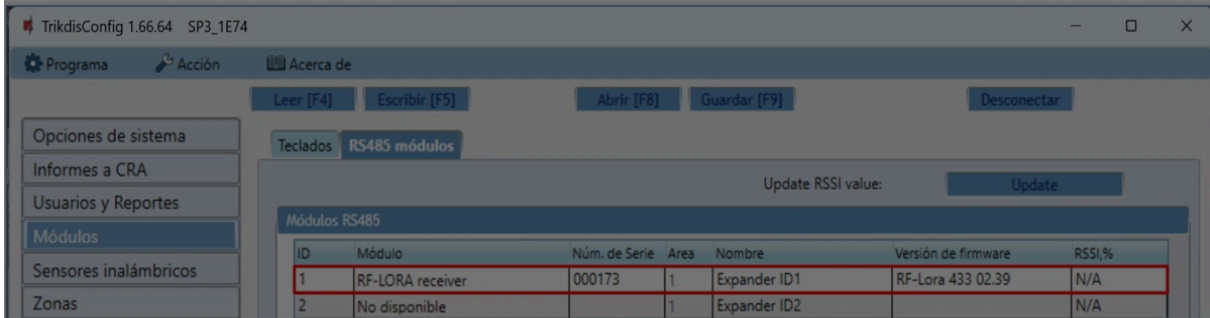 TrikdisConfig 1.66.64 SP3_1E74
Programa Acción Acerca de
Leer [F4] Escribir [F5] Abrir [F8] Guardar [F9] Desconectar
Opciones de sistema
Informes a CRA
Usuarios y Reportes
Módulos
Sensores inalámbricos
Zonas
Teclados RS485 módulos
Update RSSI value: Update
Módulos RS485
ID Módulo Núm. de Serie Area Nombre Versión de firmware RSSI,%
1 RF-LORA receiver 000173 1 Expander ID1 RF-Lora 433 02.39 N/A
2 No disponible 1 Expander ID2 N/A